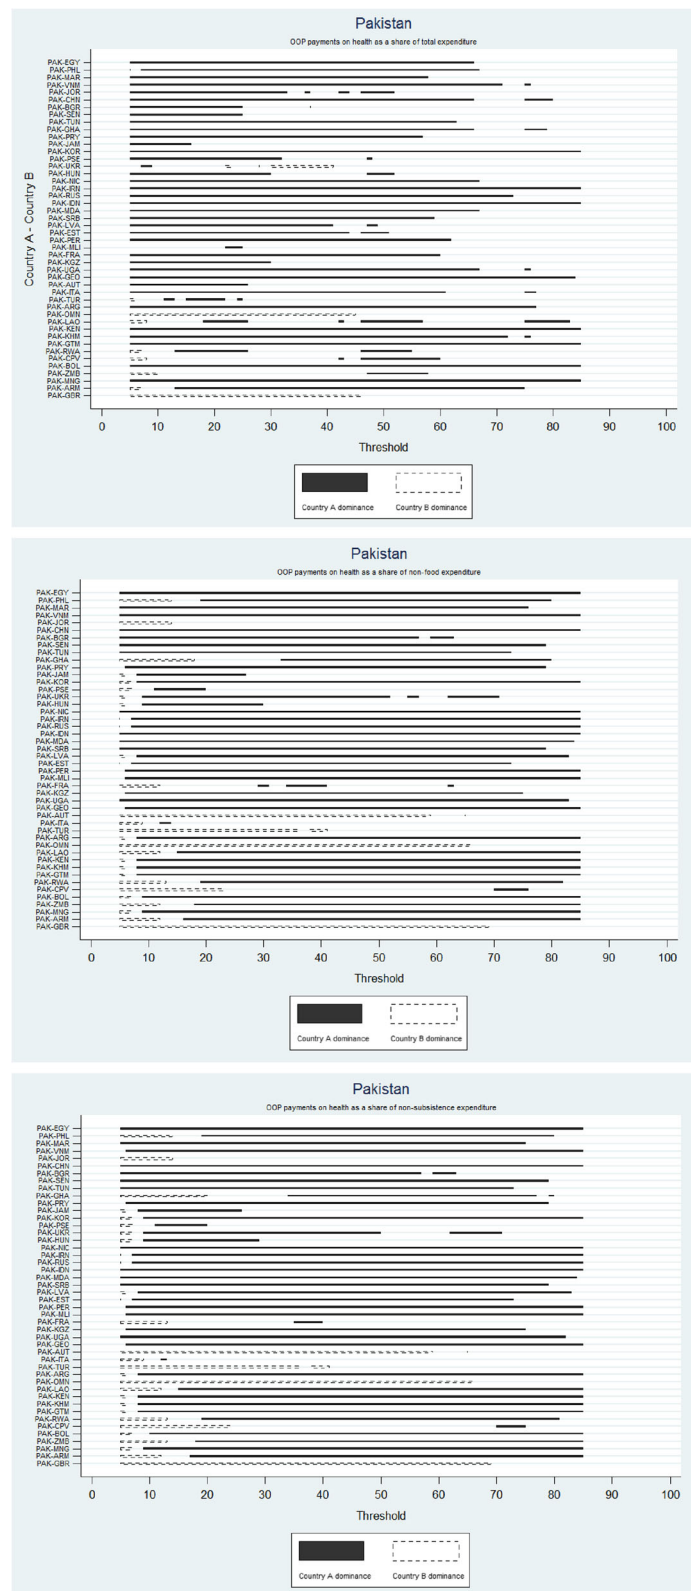 Pakistan
OOP payments on health as a share of total expenditure
Country A - Country B
PAK-EGY
PAK-PHL
PAK-MAR
PAK-VNM
PAK-JOR
PAK-CHN
PAK-BGR
PAK-SEN
PAK-TUN
PAK-GHA
PAK-PRY
PAK-JAM
PAK-KOR
PAK-PSE
PAK-UKR
PAK-HUN
PAK-NIC
PAK-IRN
PAK-RUS
PAK-IDN
PAK-MDA
PAK-SRB
PAK-LVA
PAK-EST
PAK-PER
PAK-MLI
PAK-FRA
PAK-KGZ
PAK-UGA
PAK-GEO
PAK-AUT
PAK-ITA
PAK-TUR
PAK-ARG
PAK-OMN
PAK-LAO
PAK-KEN
PAK-KHM
PAK-GTM
PAK-RWA
PAK-CPV
PAK-BOL
PAK-ZMB
PAK-MNG
PAK-ARM
PAK-GBR
0 10 20 30 40 50 60 70 80 90 100
Threshold
Country A dominance Country B dominance
Pakistan
OOP payments on health as a share of non-food expenditure
PAK-EGY
PAK-PHL
PAK-MAR
PAK-VNM
PAK-JOR
PAK-CHN
PAK-BGR
PAK-SEN
PAK-TUN
PAK-GHA
PAK-PRY
PAK-JAM
PAK-KOR
PAK-PSE
PAK-UKR
PAK-HUN
PAK-NIC
PAK-IRN
PAK-RUS
PAK-IDN
PAK-MDA
PAK-SRB
PAK-LVA
PAK-EST
PAK-PER
PAK-MLI
PAK-FRA
PAK-KGZ
PAK-UGA
PAK-GEO
PAK-AUT
PAK-ITA
PAK-TUR
PAK-ARG
PAK-OMN
PAK-LAO
PAK-KEN
PAK-KHM
PAK-GTM
PAK-RWA
PAK-CPV
PAK-BOL
PAK-ZMB
PAK-MNG
PAK-ARM
PAK-GBR
0 10 20 30 40 50 60 70 80 90 100
Threshold
Country A dominance Country B dominance
Pakistan
OOP payments on health as a share of non-subsistence expenditure
PAK-EGY
PAK-PHL
PAK-MAR
PAK-VNM
PAK-JOR
PAK-CHN
PAK-BGR
PAK-SEN
PAK-TUN
PAK-GHA
PAK-PRY
PAK-JAM
PAK-KOR
PAK-PSE
PAK-UKR
PAK-HUN
PAK-NIC
PAK-IRN
PAK-RUS
PAK-IDN
PAK-MDA
PAK-SRB
PAK-LVA
PAK-EST
PAK-PER
PAK-MLI
PAK-FRA
PAK-KGZ
PAK-UGA
PAK-GEO
PAK-AUT
PAK-ITA
PAK-TUR
PAK-ARG
PAK-OMN
PAK-LAO
PAK-KEN
PAK-KHM
PAK-GTM
PAK-RWA
PAK-CPV
PAK-BOL
PAK-ZMB
PAK-MNG
PAK-ARM
PAK-GBR
0 10 20 30 40 50 60 70 80 90 100
Threshold
Country A dominance Country B dominance